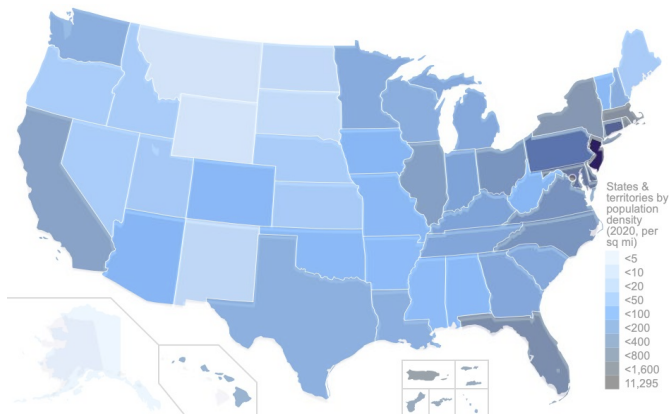 States &
territories by
population
density
(2020, per
sq mi)
<5
<10
<20
<50
<100
<200
<400
<800
<1,600
11,295